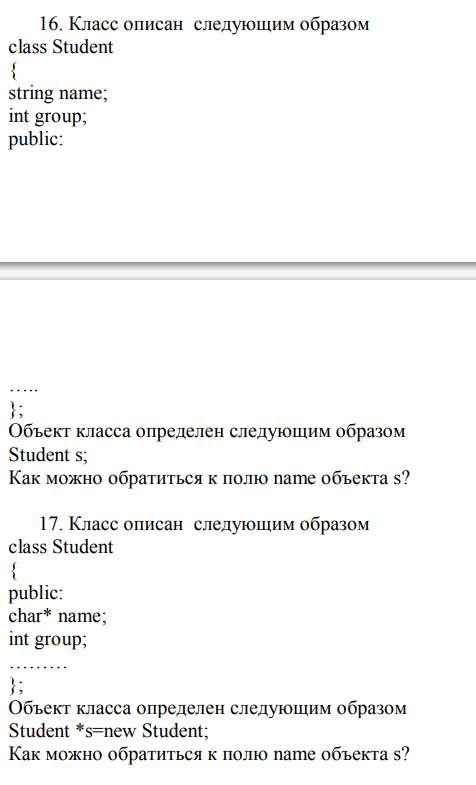 16. Класс описан следующим образом
class Student
{
string name;
int group;
public:
…..
};
Объект класса определен следующим образом
Student s;
Как можно обратиться к полю name объекта s?
17. Класс описан следующим образом
class Student
{
public:
char* name;
int group;
………
};
Объект класса определен следующим образом
Student *s=new Student;
Как можно обратиться к полю name объекта s?